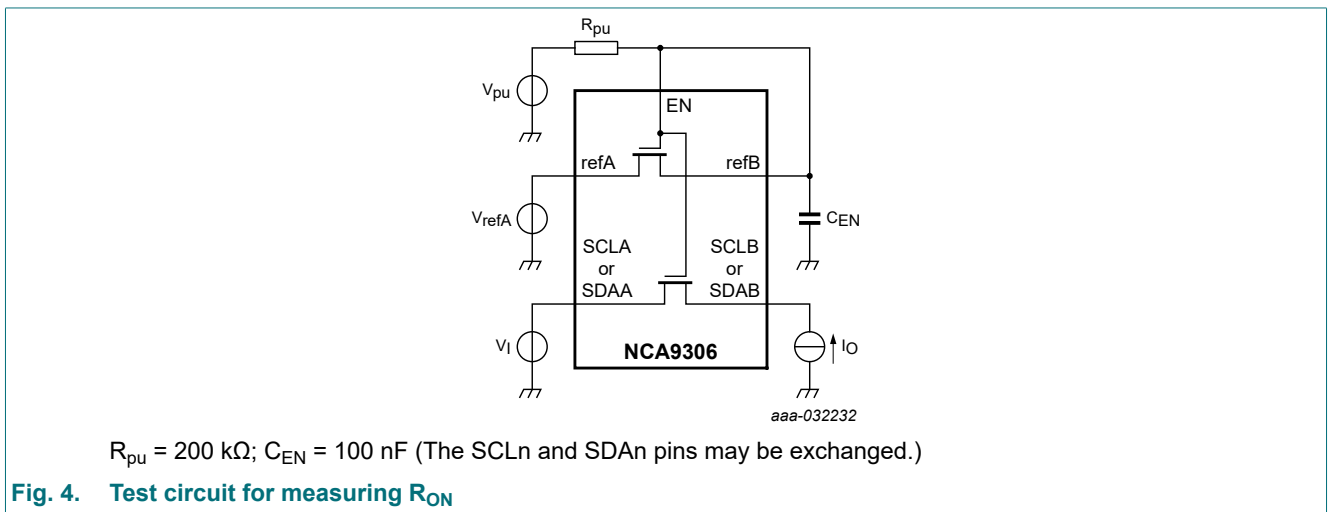 Rpu
Vpu
EN
refA
refB
VrefA
CEN
SCLA
or
SDAA
SCLB
or
SDAB
VI
NCA9306
IO
aaa-032232
Rpu = 200 kΩ; CEN = 100 nF (The SCLn and SDAn pins may be exchanged.)
Fig. 4. Test circuit for measuring RON